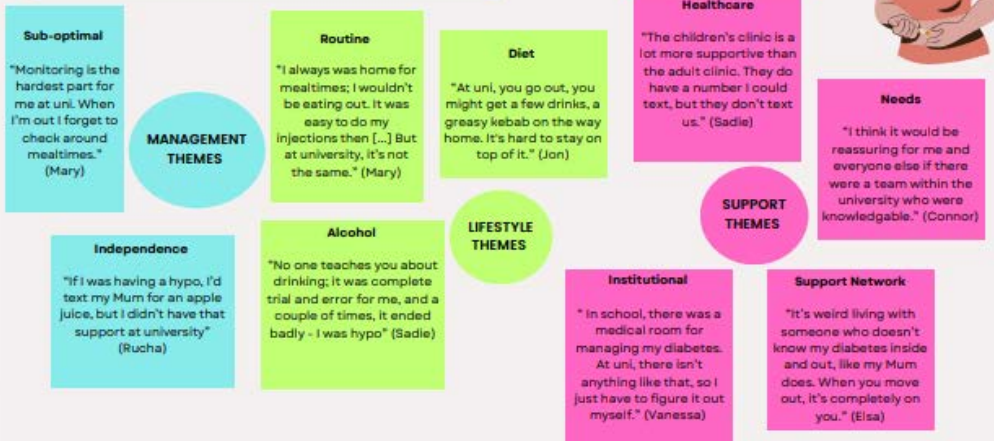 Sub-optimal
"Monitoring is the
hardest part for
me at uni. When
I'm out I forget to
check around
mealtimes."
(Mary)
MANAGEMENT
THEMES
Independence
"If I was having a hypo, I'd
text my Mum for an apple
juice, but I didn't have that
support at university"
(Rucha)
Routine
"I always was home for
mealtimes; I wouldn't
be eating out. It was
easy to do my
injections then [...] But
at university, it's not
the same." (Mary)
Diet
"At uni, you go out, you
might get a few drinks, a
greasy kebab on the way
home. It's hard to stay on
top of it." (Jon)
Alcohol
"No one teaches you about
drinking; it was complete
trial and error for me, and a
couple of times, it ended
badly - I was hypo" (Sadie)
LIFESTYLE
THEMES
Healthcare
"The children's clinic is a
lot more supportive than
the adult clinic. They do
have a number I could
text, but they don't text
us." (Sadie)
Needs
"I think it would be
reassuring for me and
everyone else if there
were a team within the
university who were
knowledgable." (Connor)
SUPPORT
THEMES
Institutional
" In school, there was a
medical room for
managing my diabetes.
At uni, there isn't
anything like that, so I
just have to figure it out
myself." (Vanessa)
Support Network
"It's weird living with
someone who doesn't
know my diabetes inside
and out, like my Mum
does. When you move
out, it's completely on
you." (Elsa)